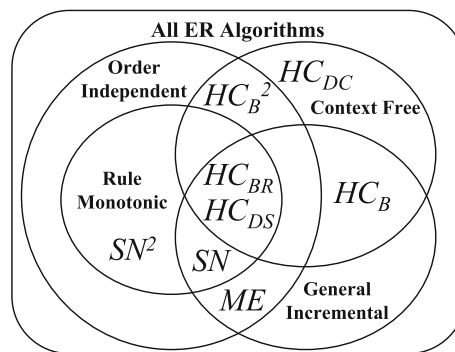 All ER Algorithms
Order
Independent
HC_B^2
HC_DC
Context Free
Rule
Monotonic
HC_BR
HC_DS
HC_B
SN^2
SN
ME
General
Incremental